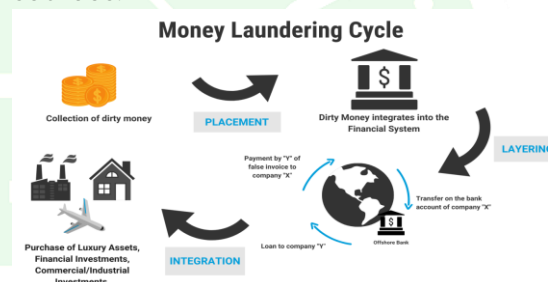 Money Laundering Cycle
$
Collection of dirty money
PLACEMENT
Dirty Money integrates into the
Financial System
LAYERING
Payment by "Y" of
false invoice to
company "X"
Transfer on the bank
account of company "X"
Offshore Bank
Loan to company "Y"
INTEGRATION
Purchase of Luxury Assets,
Financial Investments,
Commercial/Industrial
Investments